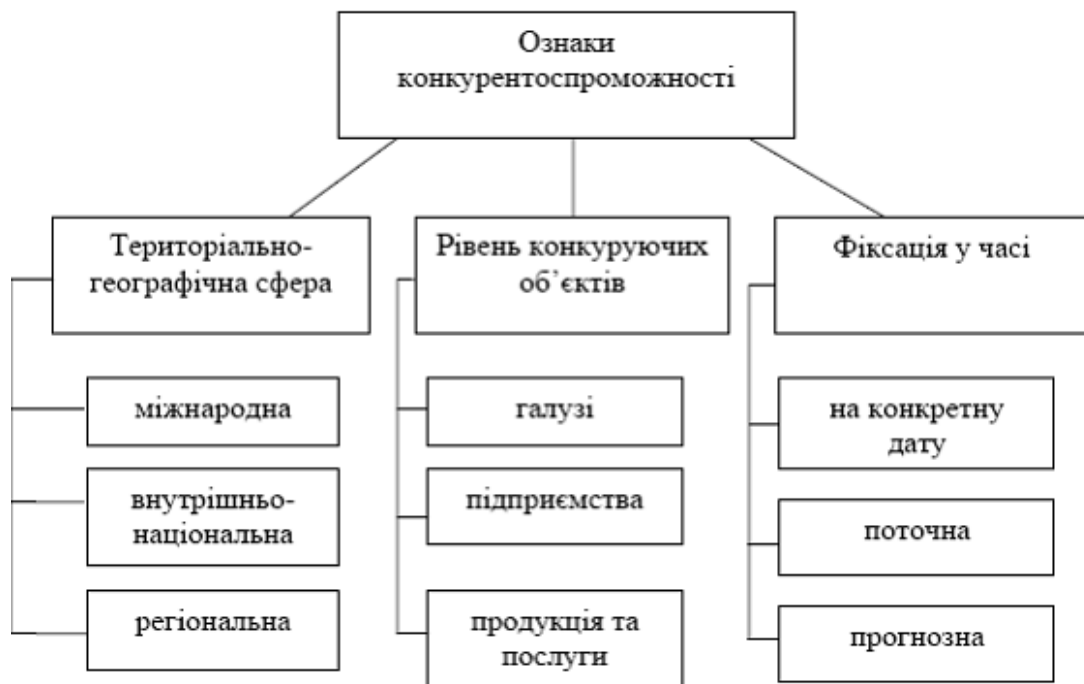 Ознаки
конкурентоспроможності
Територіально-
географічна сфера
міжнародна
внутрішньо-
національна
регіональна
Рівень конкуруючих
об’єктів
галузі
підприємства
продукція та
послуги
Фіксація у часі
на конкретну
дату
поточна
прогнозна